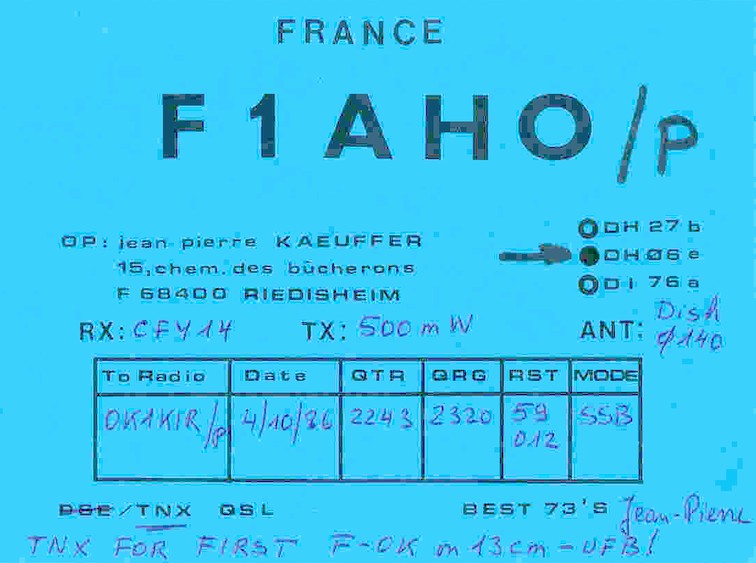 FRANCE
F1AHO/p
DH 27 b
OP: jean pierre KAEUFFER
DH 06 e
15, chem. des bûcherons
DI 76 a
F 68400 RIEDISHEIM
RX: CFY14 TX: 500 mW ANT: Dish ø140
To Radio Date QTR QRG RST MODE
OK1KIR/p 4/10/86 2243 2320 59 SSB
012
PSE/TNX QSL BEST 73'S Jean-Pierre
TNX FOR FIRST F-OK on 13cm - UFB!